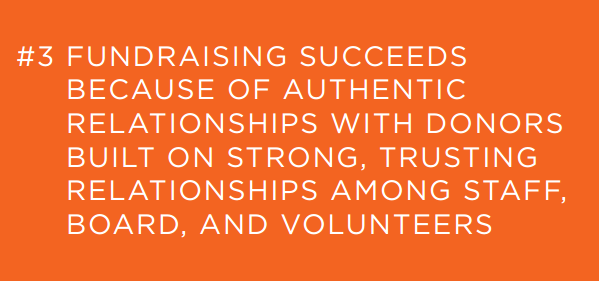 #3 FUNDRAISING SUCCEEDS
BECAUSE OF AUTHENTIC
RELATIONSHIPS WITH DONORS
BUILT ON STRONG, TRUSTING
RELATIONSHIPS AMONG STAFF,
BOARD, AND VOLUNTEERS